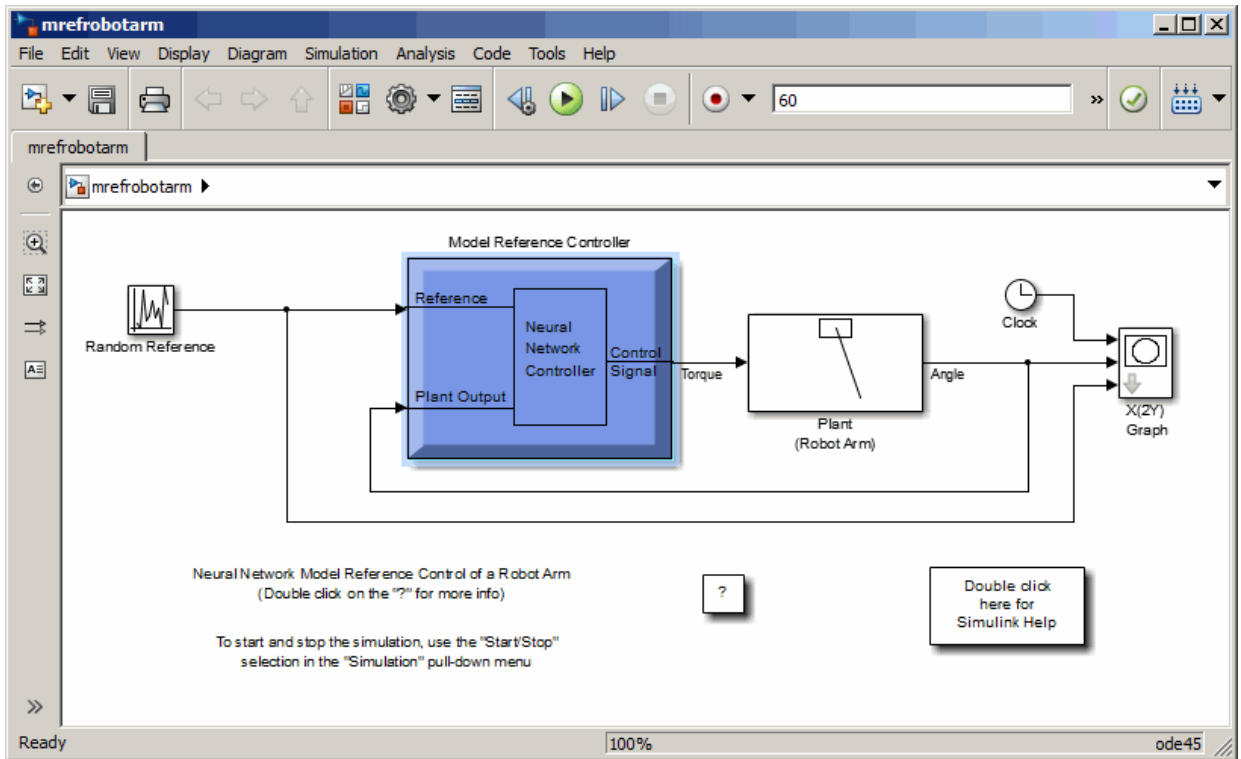 mrefrobotarm
File Edit View Display Diagram Simulation Analysis Code Tools Help
60
mrefrobotarm
mrefrobotarm
Model Reference Controller
Random Reference
Reference
Neural
Network
Controller
Control
Signal
Plant Output
Torque
Plant
(Robot Arm)
Angle
Clock
X(2Y)
Graph
Neural Network Model Reference Control of a Robot Arm
(Double click on the "?" for more info)
?
Double click
here for
Simulink Help
To start and stop the simulation, use the "Start/Stop"
selection in the "Simulation" pull-down menu
Ready
100%
ode45